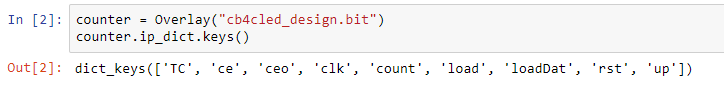 In [2]: counter = Overlay("cb4cled_design.bit")
counter.ip_dict.keys()
Out[2]: dict_keys(['TC', 'ce', 'ceo', 'clk', 'count', 'load', 'loadDat', 'rst', 'up'])